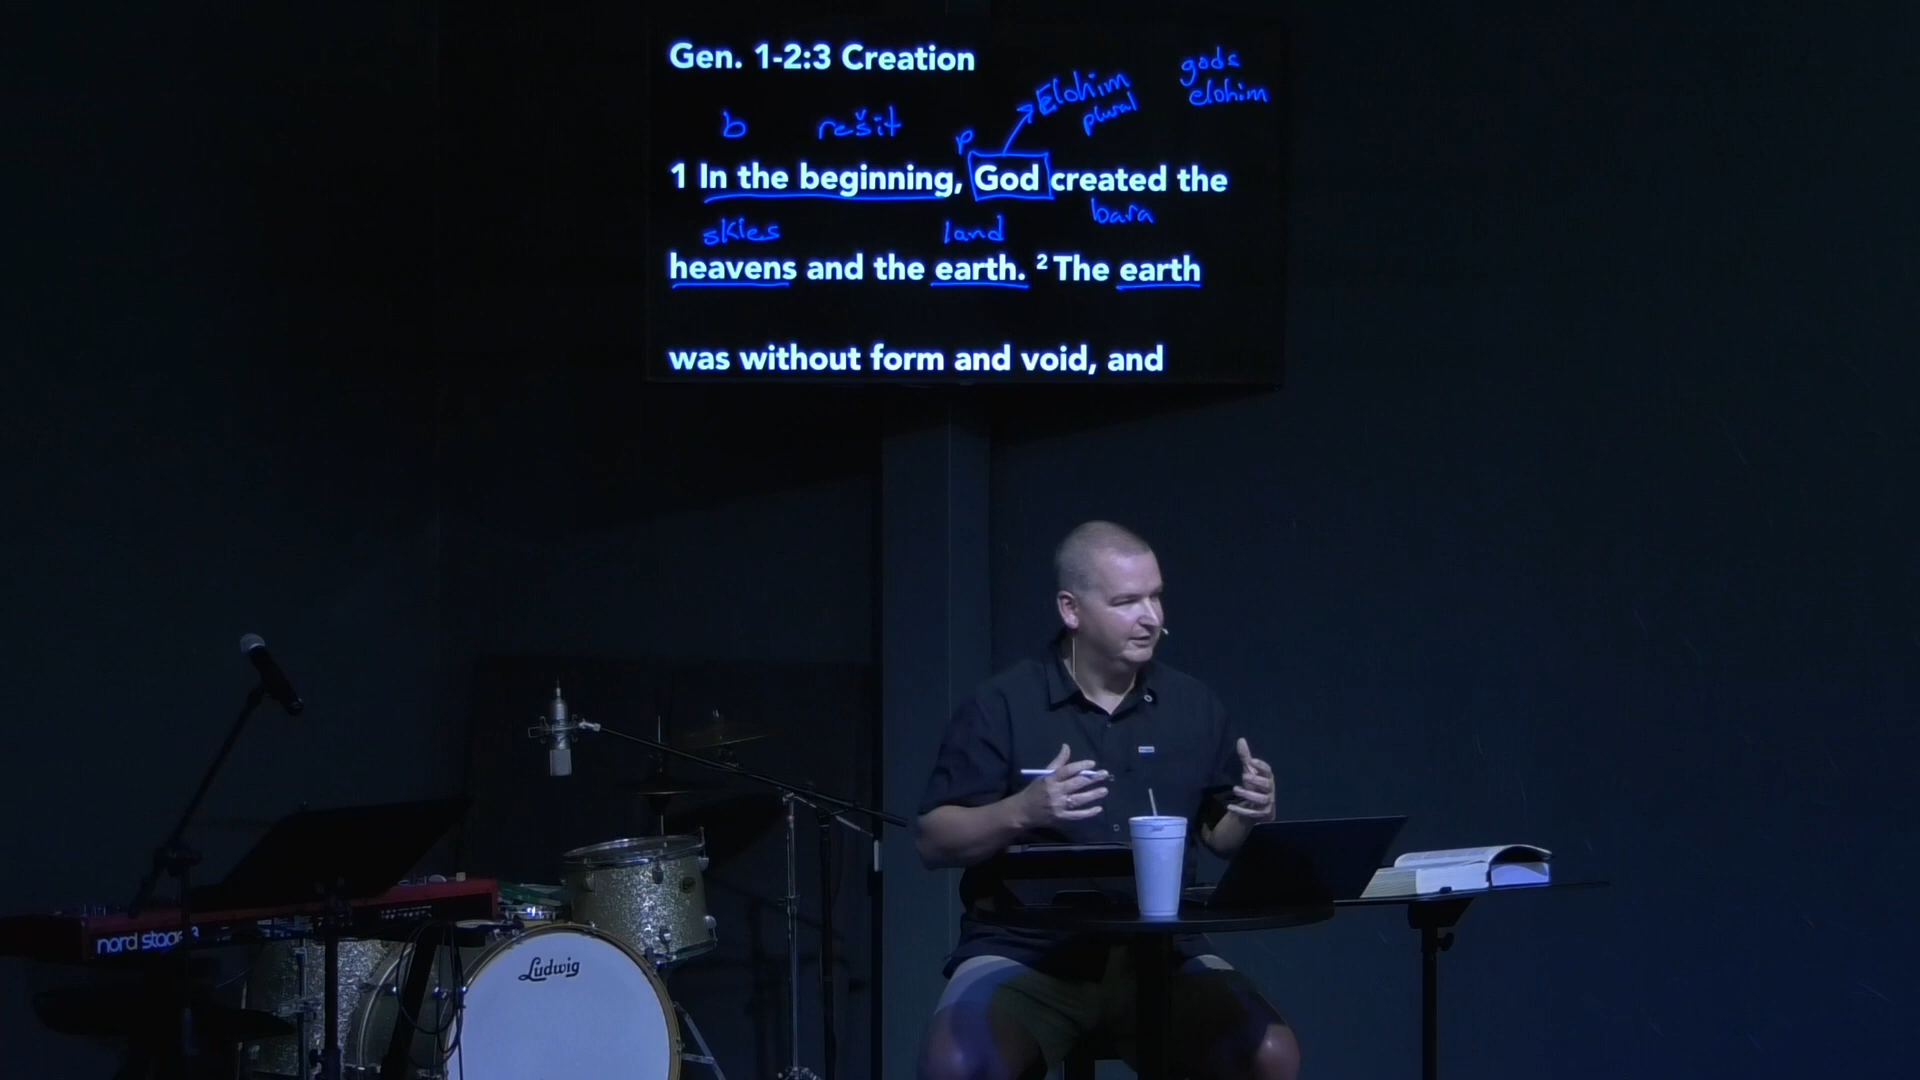 Gen. 1-2:3 Creation
gods
Elohim
elohim
plural
b rešit
p
1 In the beginning, God created the
bara
skies land
heavens and the earth. 2 The earth
was without form and void, and
nord stage 3
Ludwig